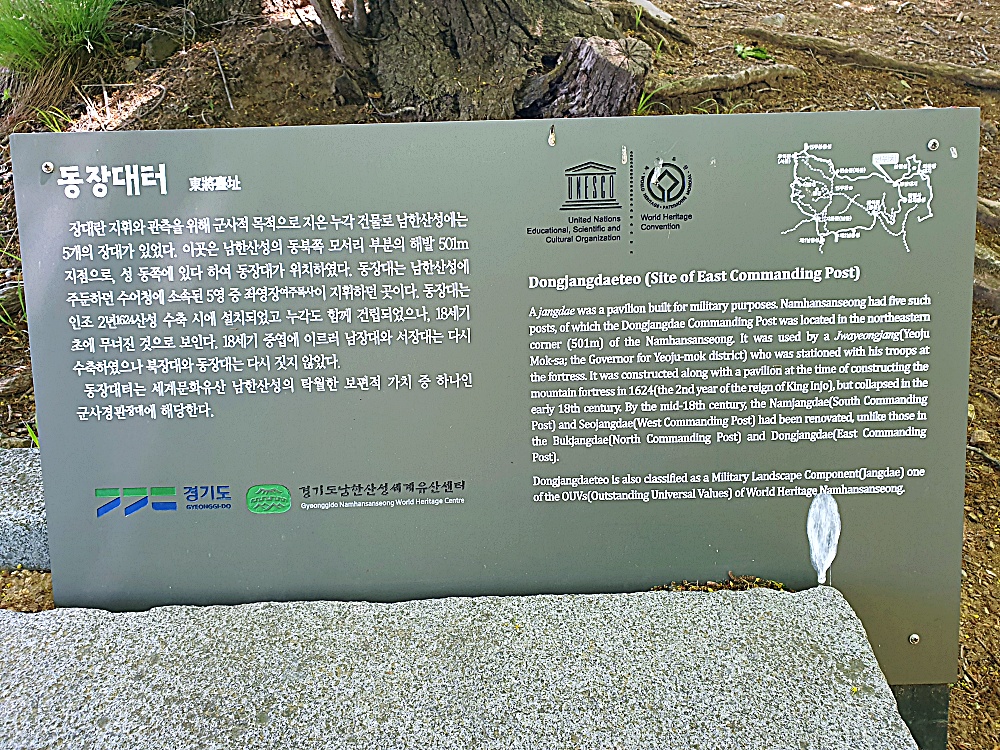 동장대터 東將臺址
장대란 지휘와 관측을 위해 군사적 목적으로 지은 누각 건물로 남한산성에는
5개의 장대가 있었다. 이곳은 남한산성의 동북쪽 모서리 부분의 해발 501m
지점으로, 성 동쪽에 있다 하여 동장대가 위치하였다. 동장대는 남한산성에
주둔하던 수어청에 소속된 5영 중 좌영장여주목사이 지휘하던 곳이다. 동장대는
인조 2년1624산성 수축 시에 설치되었고 누각도 함께 건립되었으나, 18세기
초에 무너진 것으로 보인다. 18세기 중엽에 이르러 남장대와 서장대는 다시
수축하였으나 북장대와 동장대는 다시 짓지 않았다.
동장대터는 세계문화유산 남한산성의 탁월한 보편적 가치 중 하나인
군사경관장대에 해당한다.
경기도
GYEONGGI-DO
경기도남한산성세계유산센터
Gyeonggido Namhansanseong World Heritage Centre
UNESCO
United Nations
Educational, Scientific and
Cultural Organization
World Heritage
Convention
Dongjangdaeteo (Site of East Commanding Post)
A jangdae was a pavilion built for military purposes. Namhansanseong had five such
posts, of which the Dongjangdae Commanding Post was located in the northeastern
corner (501m) of the Namhansanseong. It was used by a Jwayeongjang(Yeoju
Mok-sa; the Governor for Yeoju-mok district) who was stationed with his troops at
the fortress. It was constructed along with a pavilion at the time of constructing the
mountain fortress in 1624(the 2nd year of the reign of King Injo), but collapsed in the
early 18th century. By the mid-18th century, the Namjangdae(South Commanding
Post) and Seojangdae(West Commanding Post) had been renovated, unlike those in
the Bukjangdae(North Commanding Post) and Dongjangdae(East Commanding
Post).
Dongjangdaeteo is also classified as a Military Landscape Component(Jangdae) one
of the OUVs(Outstanding Universal Values) of World Heritage Namhansanseong.